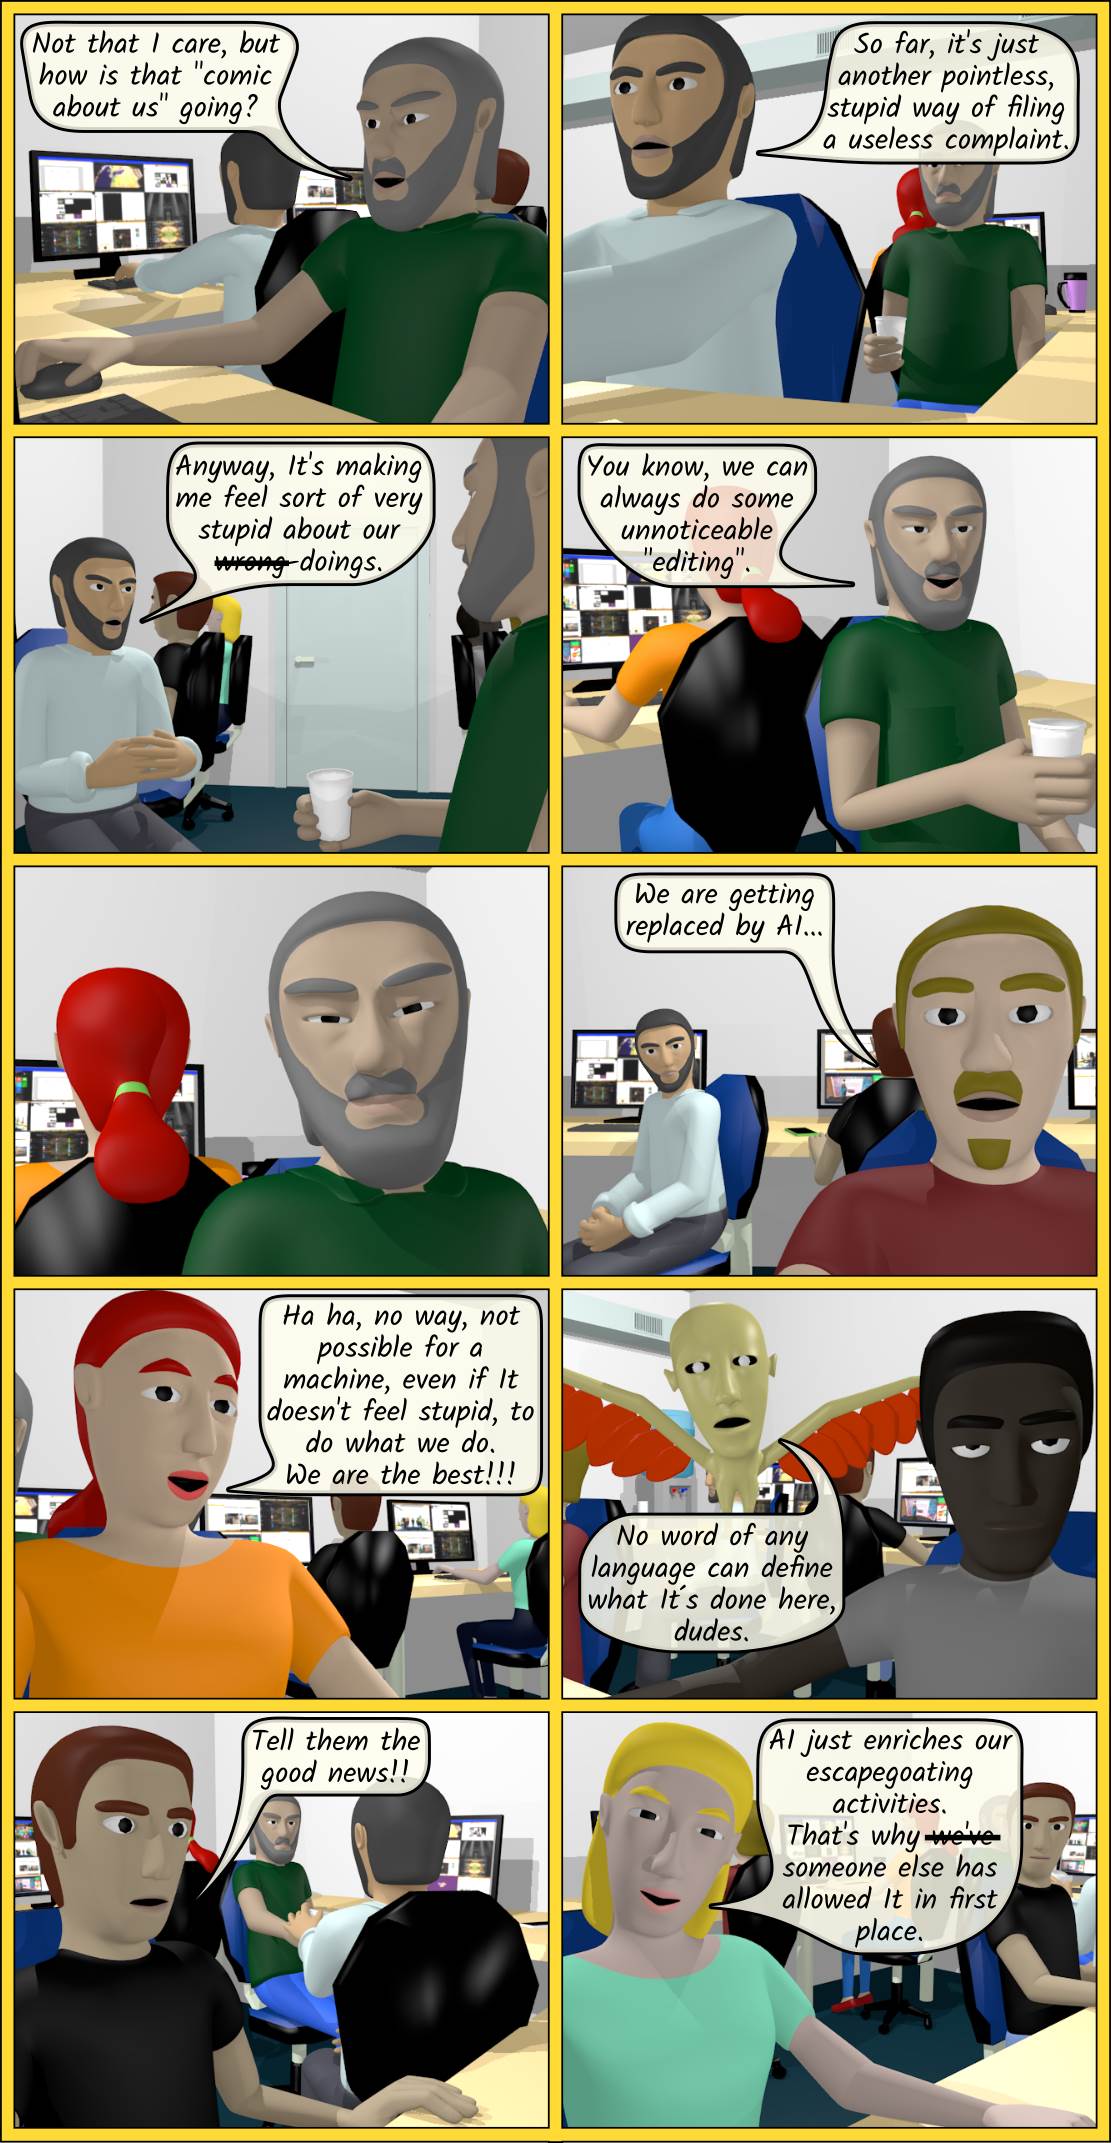 Not that I care, but
how is that "comic
about us" going?
So far, it's just
another pointless,
stupid way of filing
a useless complaint.
Anyway, It's making
me feel sort of very
stupid about our
wrong doings.
You know, we can
always do some
unnoticeable
"editing".
We are getting
replaced by AI...
Ha ha, no way, not
possible for a
machine, even if It
doesn't feel stupid, to
do what we do.
We are the best!!!
No word of any
language can define
what It´s done here,
dudes.
Tell them the
good news!!
AI just enriches our
escapegoating
activities.
That's why we've
someone else has
allowed It in first
place.